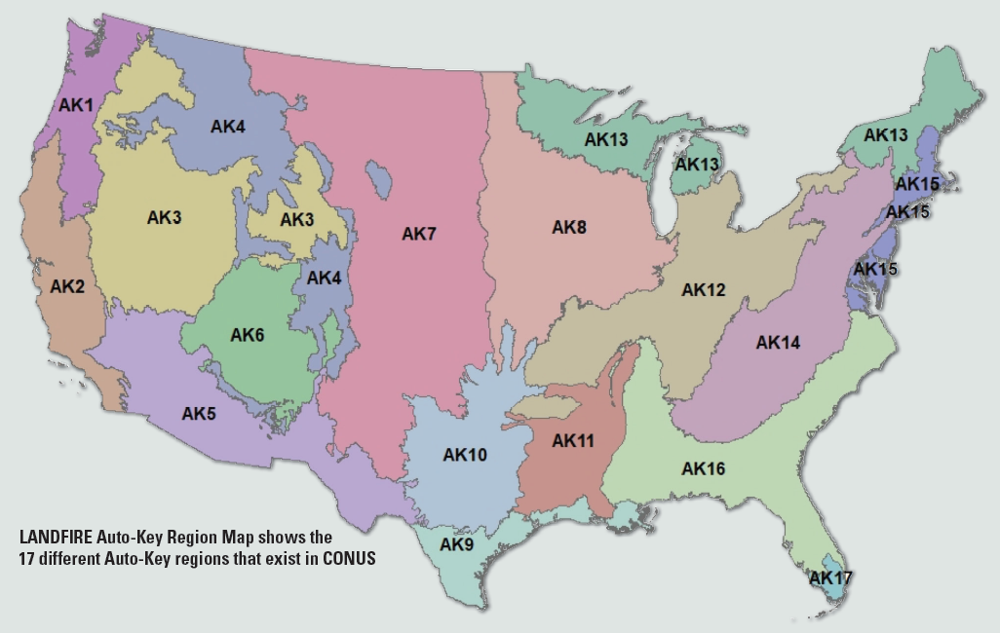 AK1
AK4
AK13
AK13
AK13
AK15
AK3
AK3
AK7
AK8
AK15
AK15
AK2
AK4
AK12
AK6
AK14
AK5
AK10
AK11
AK16
LANDFIRE Auto-Key Region Map shows the
17 different Auto-Key regions that exist in CONUS
AK9
AK17